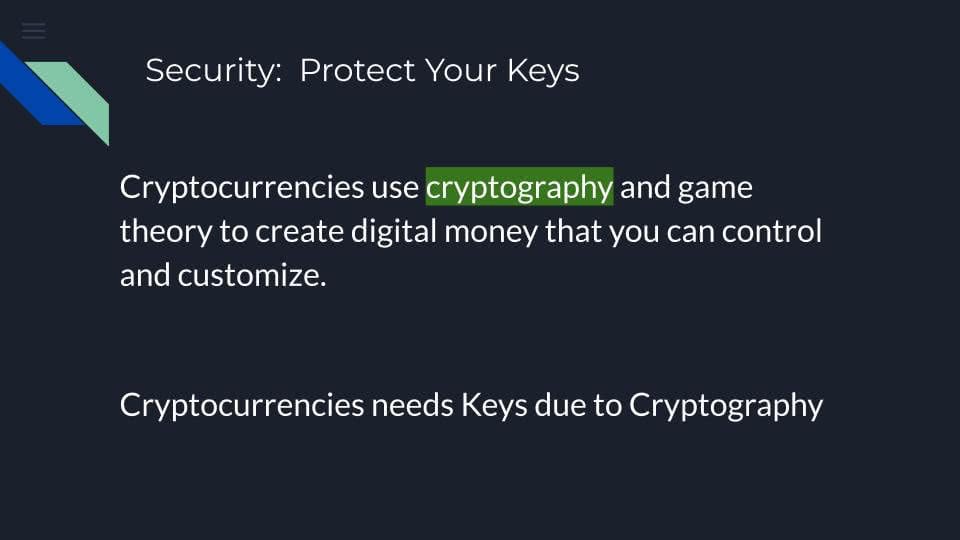 Security:  Protect Your Keys
Cryptocurrencies use cryptography and game
theory to create digital money that you can control
and customize.
Cryptocurrencies needs Keys due to Cryptography